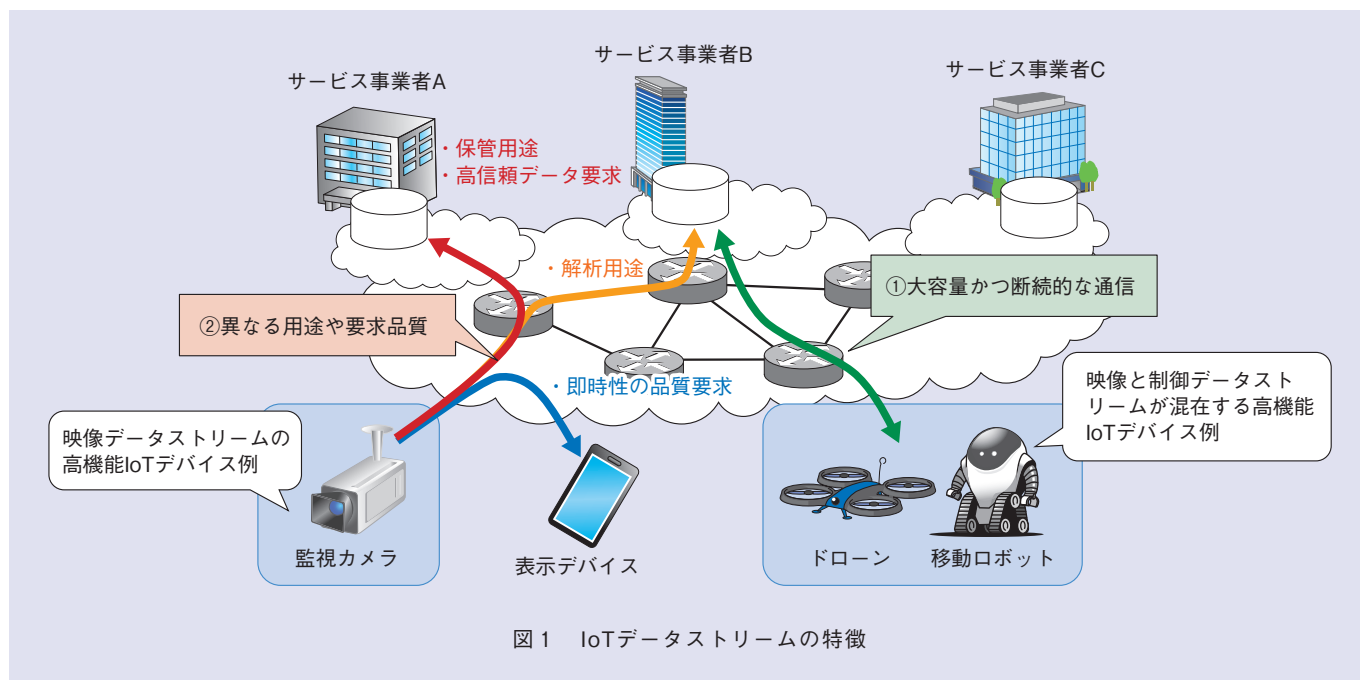 サービス事業者A
サービス事業者B
サービス事業者C
・保管用途
・高信頼データ要求
・解析用途
①大容量かつ断続的な通信
②異なる用途や要求品質
・即時性の品質要求
映像データストリームの
高機能IoTデバイス例
映像と制御データスト
リームが混在する高機能
IoTデバイス例
監視カメラ
表示デバイス
ドローン
移動ロボット
図1 IoTデータストリームの特徴